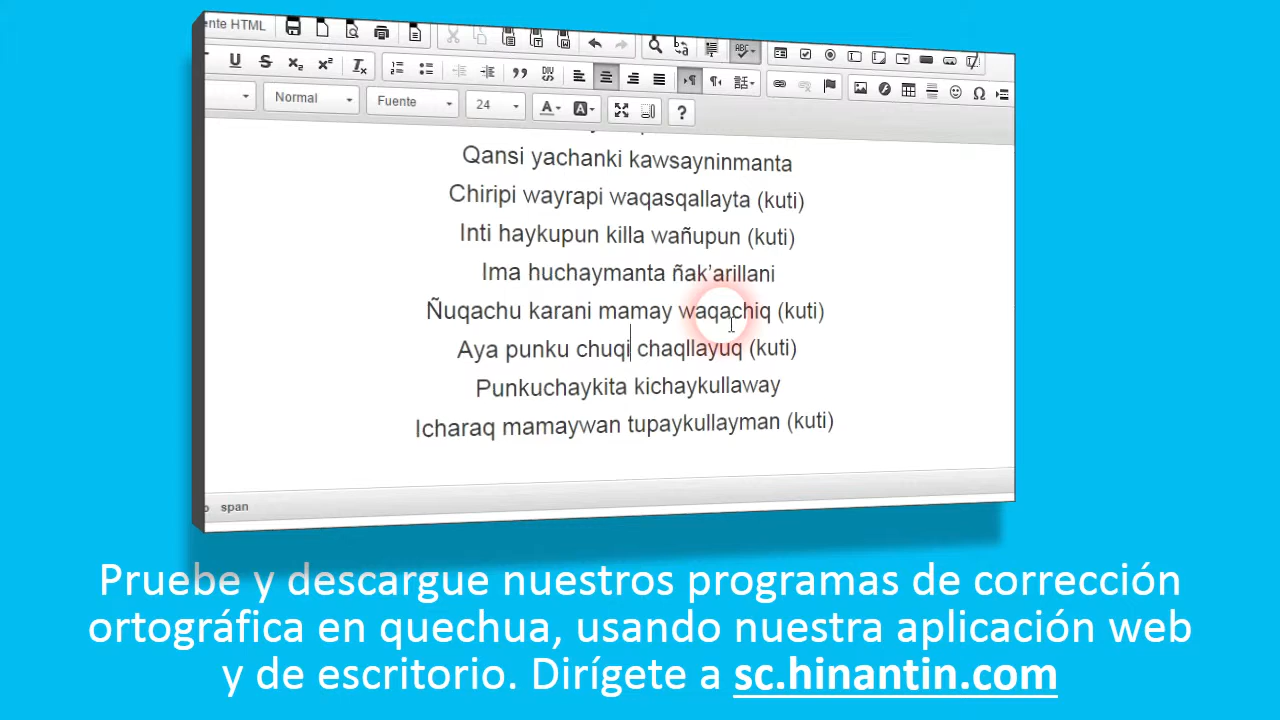 ente HTML
Normal
Fuente
24
Qansi yachanki kawsayninmanta
Chiripi wayrapi waqasqallayta (kuti)
Inti haykupun killa wañupun (kuti)
Ima huchaymanta ñak'arillani
Ñuqachu karani mamay waqachiq (kuti)
Aya punku chuqi chaqllayuq (kuti)
Punkuchaykita kichaykullaway
Icharaq mamaywan tupaykullayman (kuti)
span
Pruebe y descargue nuestros programas de corrección
ortográfica en quechua, usando nuestra aplicación web
y de escritorio. Dirígete a sc.hinantin.com